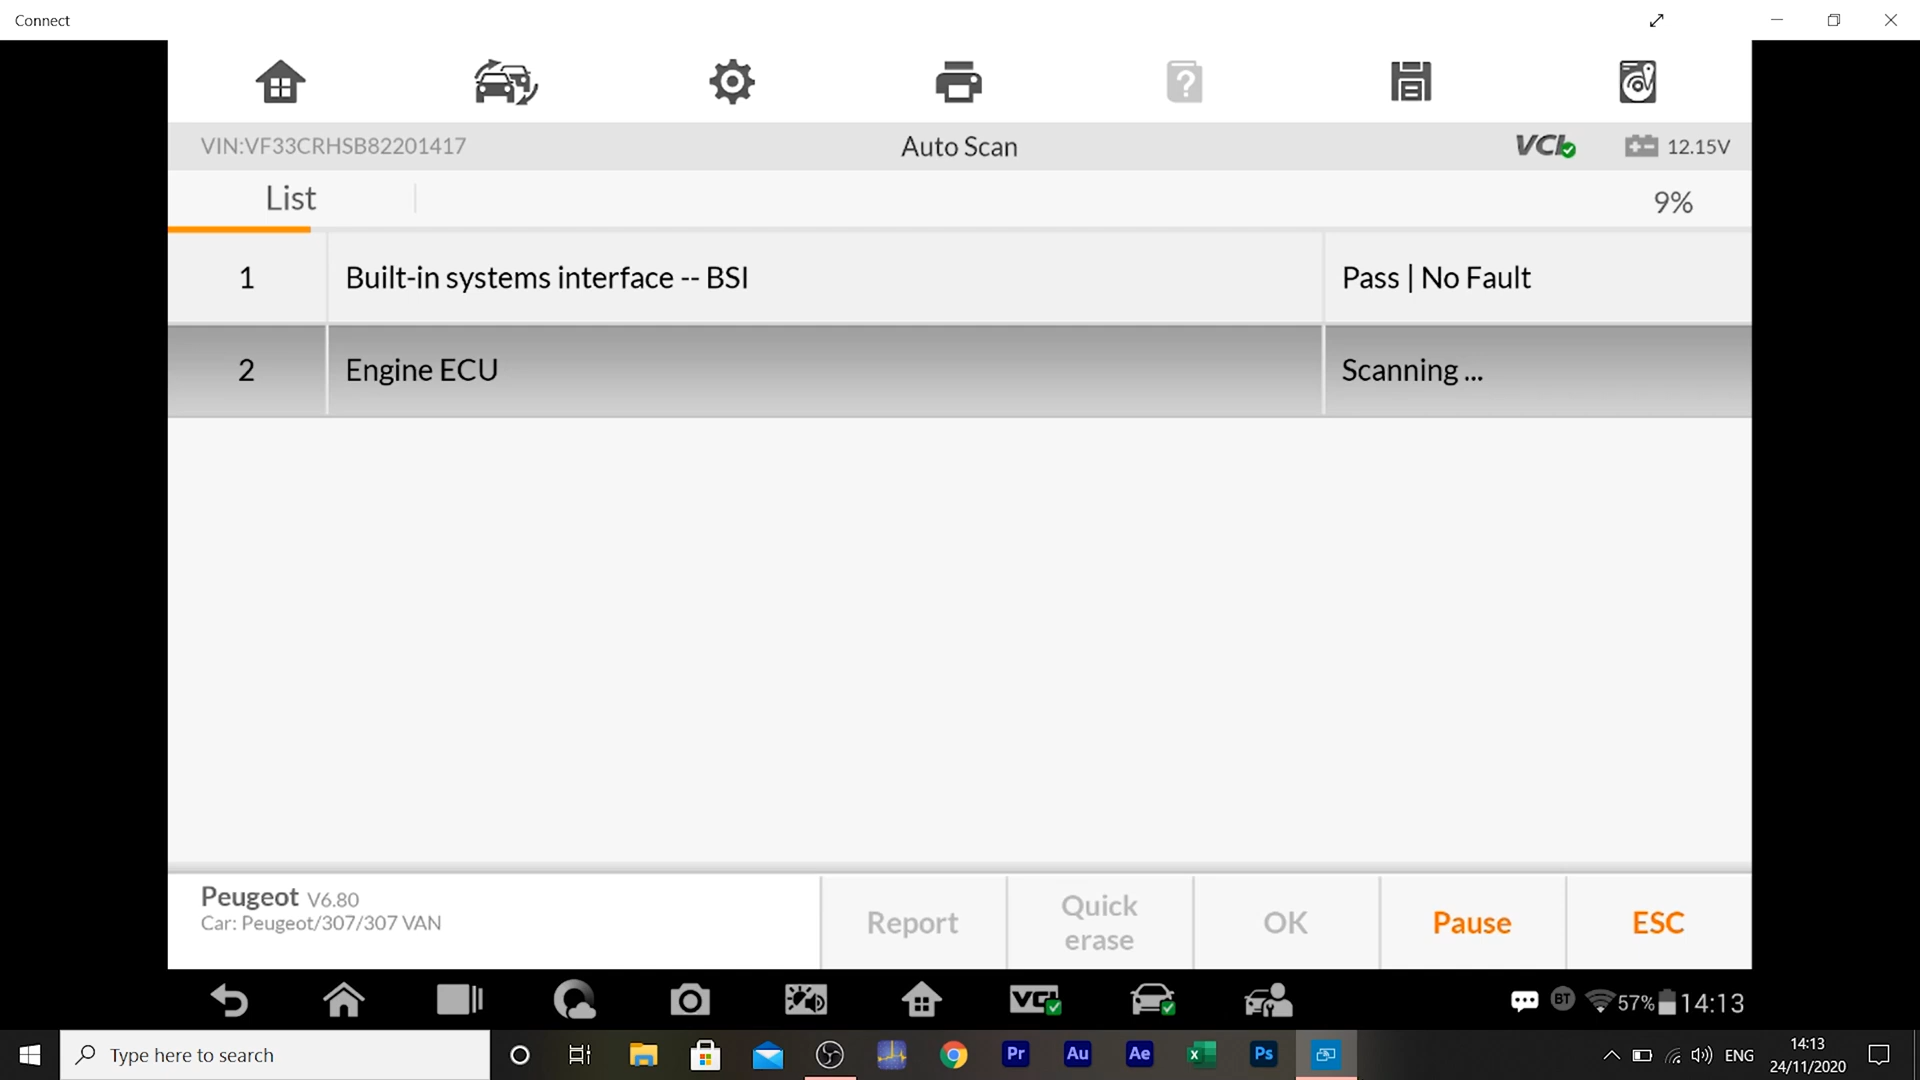 Connect
VIN:VF33CRHSB82201417
Auto Scan
VCI
12.15V
List
9%
1
Built-in systems interface -- BSI
Pass | No Fault
2
Engine ECU
Scanning ...
Peugeot V6.80
Car: Peugeot/307/307 VAN
Report
Quick
erase
OK
Pause
ESC
VCI
BT
57%
14:13
Type here to search
Pr
Au
Ae
X
Ps
ENG
14:13
24/11/2020